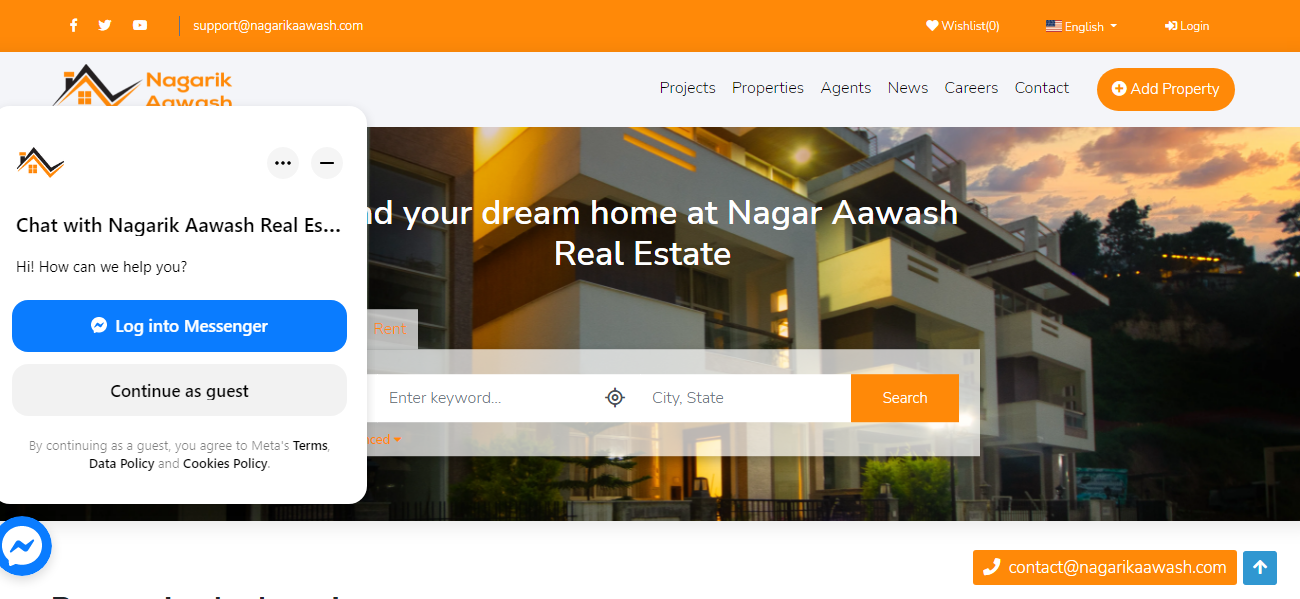 support@nagarikaawash.com
Wishlist(0)
English
Login
Nagarik
Aawash
Projects
Properties
Agents
News
Careers
Contact
Add Property
Chat with Nagarik Aawash Real Es...
Hi! How can we help you?
Log into Messenger
Continue as guest
By continuing as a guest, you agree to Meta's Terms,
Data Policy and Cookies Policy.
your dream home at Nagar Aawash
Real Estate
Rent
Enter keyword...
City, State
Search
contact@nagarikaawash.com